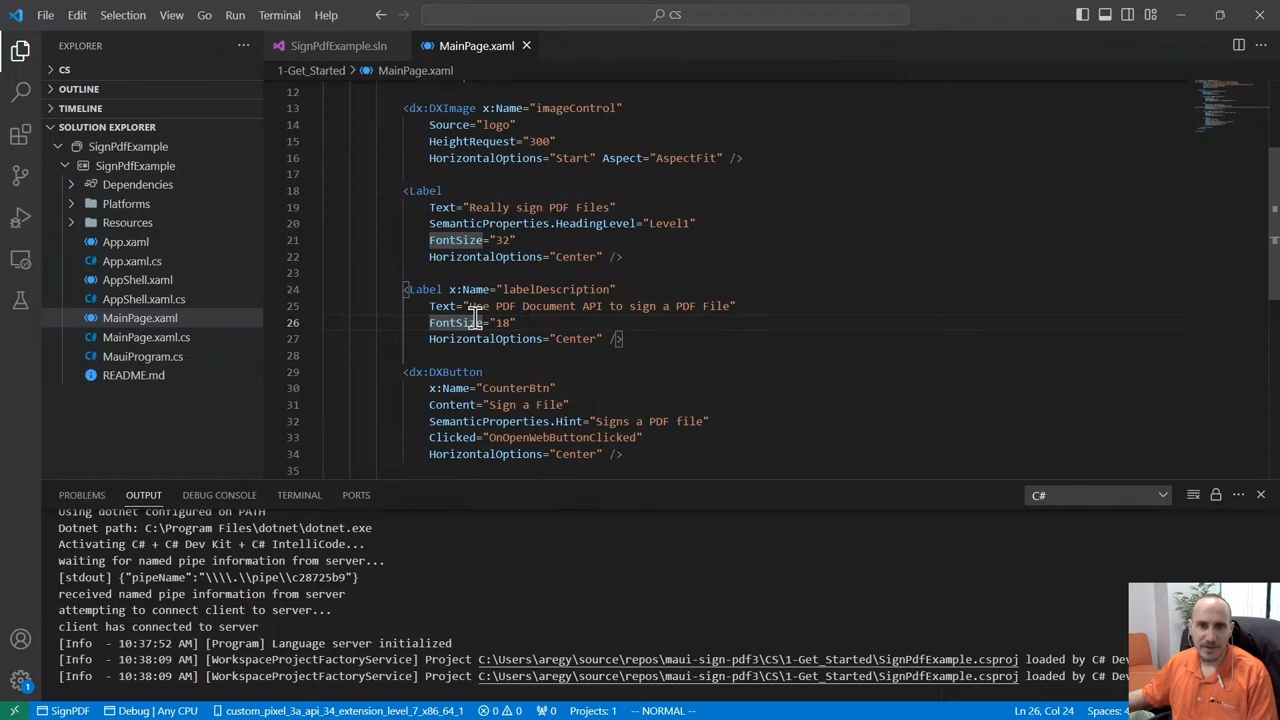 File Edit Selection View Go Run Terminal Help
CS
EXPLORER
CS
OUTLINE
TIMELINE
SOLUTION EXPLORER
SignPdfExample
SignPdfExample
Dependencies
Platforms
Resources
App.xaml
App.xaml.cs
AppShell.xaml
AppShell.xaml.cs
MainPage.xaml
MainPage.xaml.cs
MauiProgram.cs
README.md
SignPdfExample.sln MainPage.xaml
1-Get_Started > MainPage.xaml
12
13 <dx:DXImage x:Name="imageControl"
14 Source="logo"
15 HeightRequest="300"
16 HorizontalOptions="Start" Aspect="AspectFit" />
17
18 <Label
19 Text="Really sign PDF Files"
20 SemanticProperties.HeadingLevel="Level1"
21 FontSize="32"
22 HorizontalOptions="Center" />
23
24 <Label x:Name="labelDescription"
25 Text="Use PDF Document API to sign a PDF File"
26 FontSize="18"
27 HorizontalOptions="Center" />
28
29 <dx:DXButton
30 x:Name="CounterBtn"
31 Content="Sign a File"
32 SemanticProperties.Hint="Signs a PDF file"
33 Clicked="OnOpenWebButtonClicked"
34 HorizontalOptions="Center" />
35
PROBLEMS OUTPUT DEBUG CONSOLE TERMINAL PORTS
C#
Using dotnet configured on PATH
Dotnet path: C:\Program Files\dotnet\dotnet.exe
Activating C# + C# Dev Kit + C# IntelliCode...
waiting for named pipe information from server...
[stdout] {"pipeName":"\\\\.\\pipe\\c28725b9"}
received named pipe information from server
attempting to connect client to server...
client has connected to server
[Info - 10:37:52 AM] [Program] Language server initialized
[Info - 10:38:09 AM] [WorkspaceProjectFactoryService] Project C:\Users\aregy\source\repos\maui-sign-pdf3\CS\1-Get_Started\SignPdfExample.csproj loaded by C# Dev
[Info - 10:38:09 AM] [WorkspaceProjectFactoryService] Project C:\Users\aregy\source\repos\maui-sign-pdf3\CS\1-Get_Started\SignPdfExample.csproj loaded by C# Dev
1
SignPDF Debug | Any CPU custom_pixel_3a_api_34_extension_level_7_x86_64_1 0 0 0 Projects: 1 -- NORMAL -- Ln 26, Col 24 Spaces: